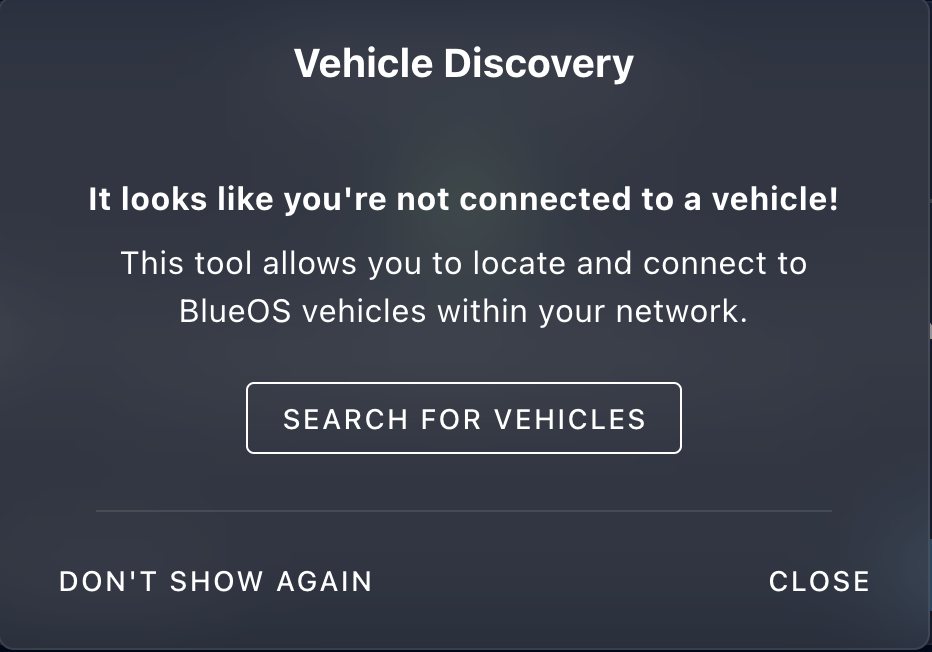 Vehicle Discovery
It looks like you're not connected to a vehicle!
This tool allows you to locate and connect to
BlueOS vehicles within your network.
SEARCH FOR VEHICLES
DON'T SHOW AGAIN
CLOSE